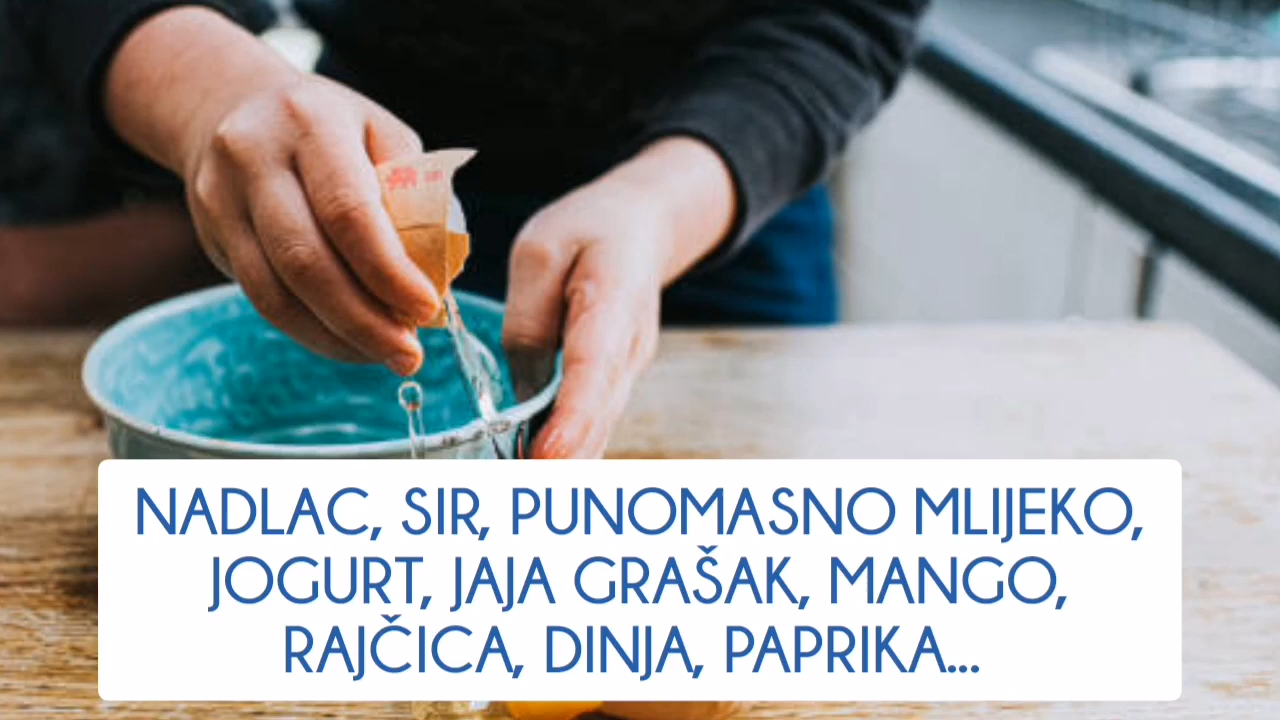 NADLAC, SIR, PUNOMASNO MLIJEKO,
JOGURT, JAJA GRAŠAK, MANGO,
RAJČICA, DINJA, PAPRIKA...